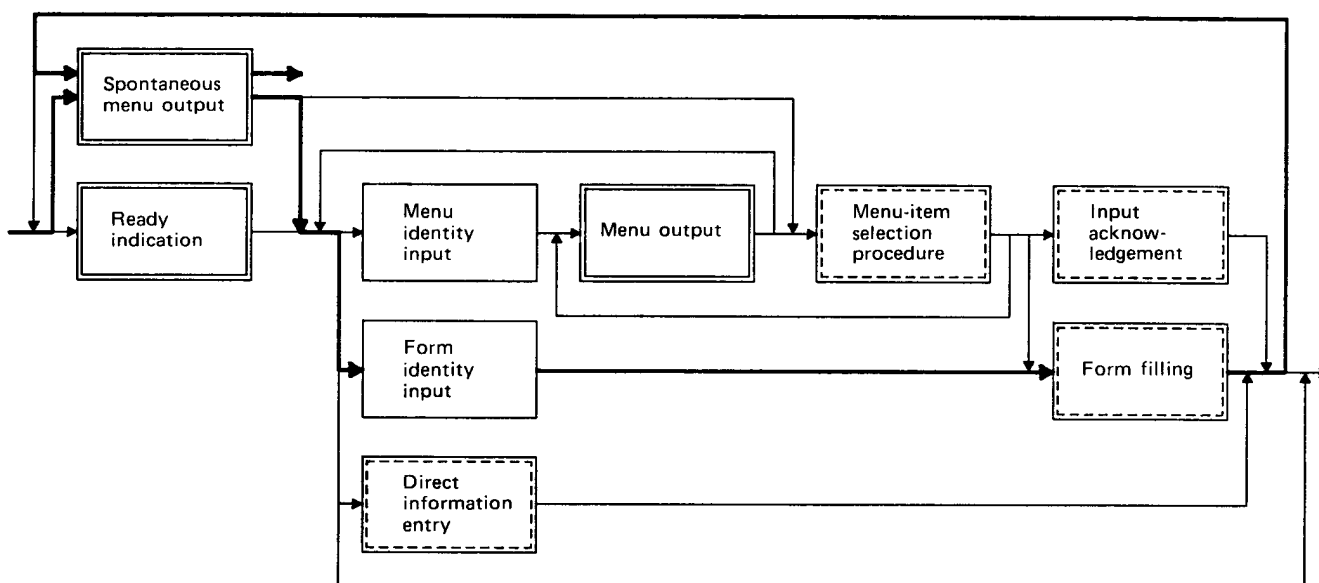 Spontaneous
menu output
Ready
indication
Menu
identity
input
Menu output
Menu-item
selection
procedure
Input
acknow-
ledgement
Form
identity
input
Form filling
Direct
information
entry